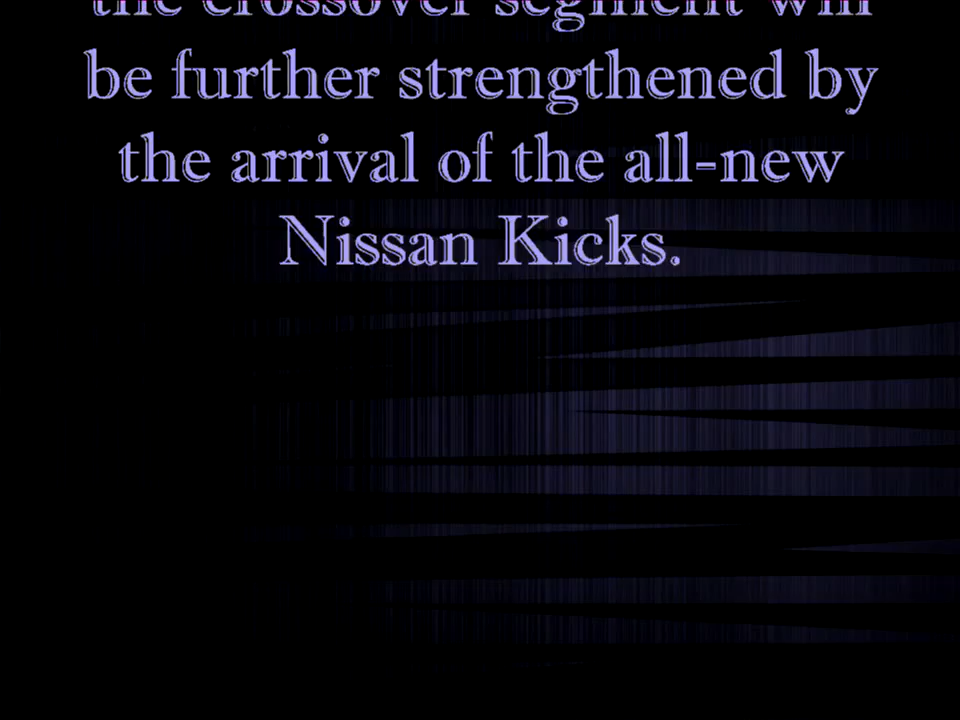 the crossover segment will
be further strengthened by
the arrival of the all-new
Nissan Kicks.